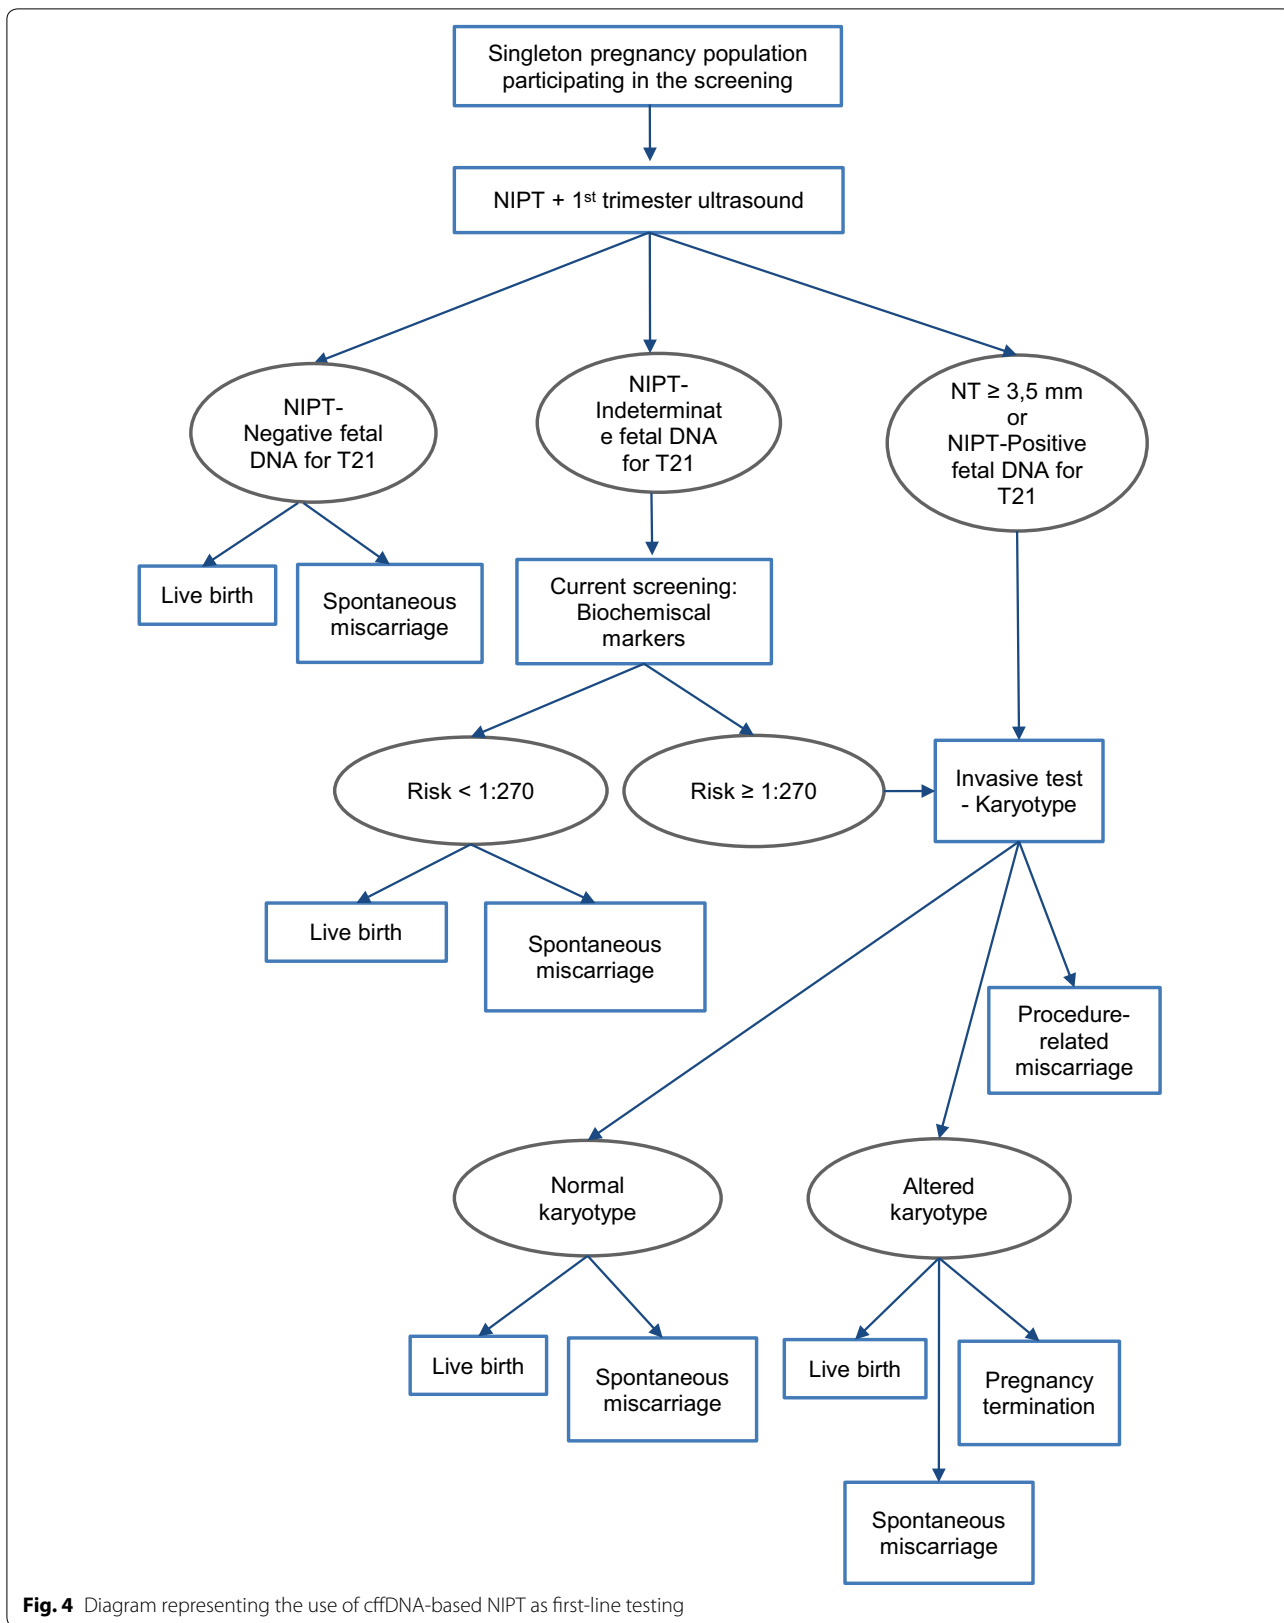 Singleton pregnancy population
participating in the screening
NIPT + 1st trimester ultrasound
NIPT-
Negative fetal
DNA for T21
NIPT-
Indeterminat
e fetal DNA
for T21
NT ≥ 3,5 mm
or
NIPT-Positive
fetal DNA for
T21
Live birth
Spontaneous
miscarriage
Current screening:
Biochemiscal
markers
Risk < 1:270
Risk ≥ 1:270
Invasive test
- Karyotype
Live birth
Spontaneous
miscarriage
Procedure-
related
miscarriage
Normal
karyotype
Altered
karyotype
Live birth
Spontaneous
miscarriage
Live birth
Pregnancy
termination
Spontaneous
miscarriage
Fig. 4 Diagram representing the use of cffDNA-based NIPT as first-line testing